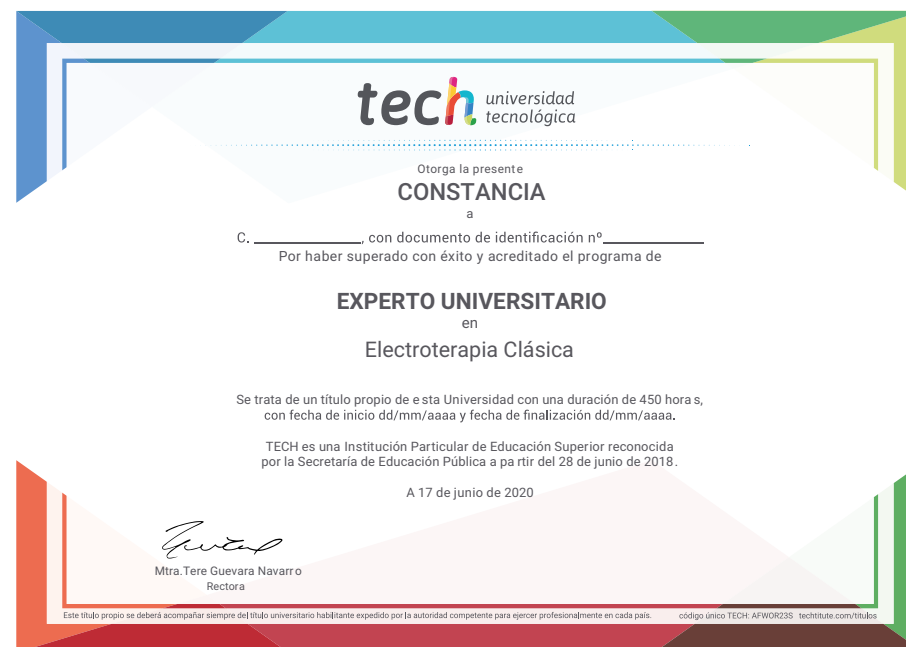 tech universidad
tecnológica
Otorga la presente
CONSTANCIA
a
C. ____________, con documento de identificación nº____________
Por haber superado con éxito y acreditado el programa de
EXPERTO UNIVERSITARIO
en
Electroterapia Clásica
Se trata de un título propio de esta Universidad con una duración de 450 horas,
con fecha de inicio dd/mm/aaaa y fecha de finalización dd/mm/aaaa.
TECH es una Institución Particular de Educación Superior reconocida
por la Secretaría de Educación Pública a partir del 28 de junio de 2018.
A 17 de junio de 2020
Mtra.Tere Guevara Navarro
Rectora
Este título propio se deberá acompañar siempre del título universitario habilitante expedido por la autoridad competente para ejercer profesionalmente en cada país. código único TECH: AFWOR23S techtitute.com/titulos